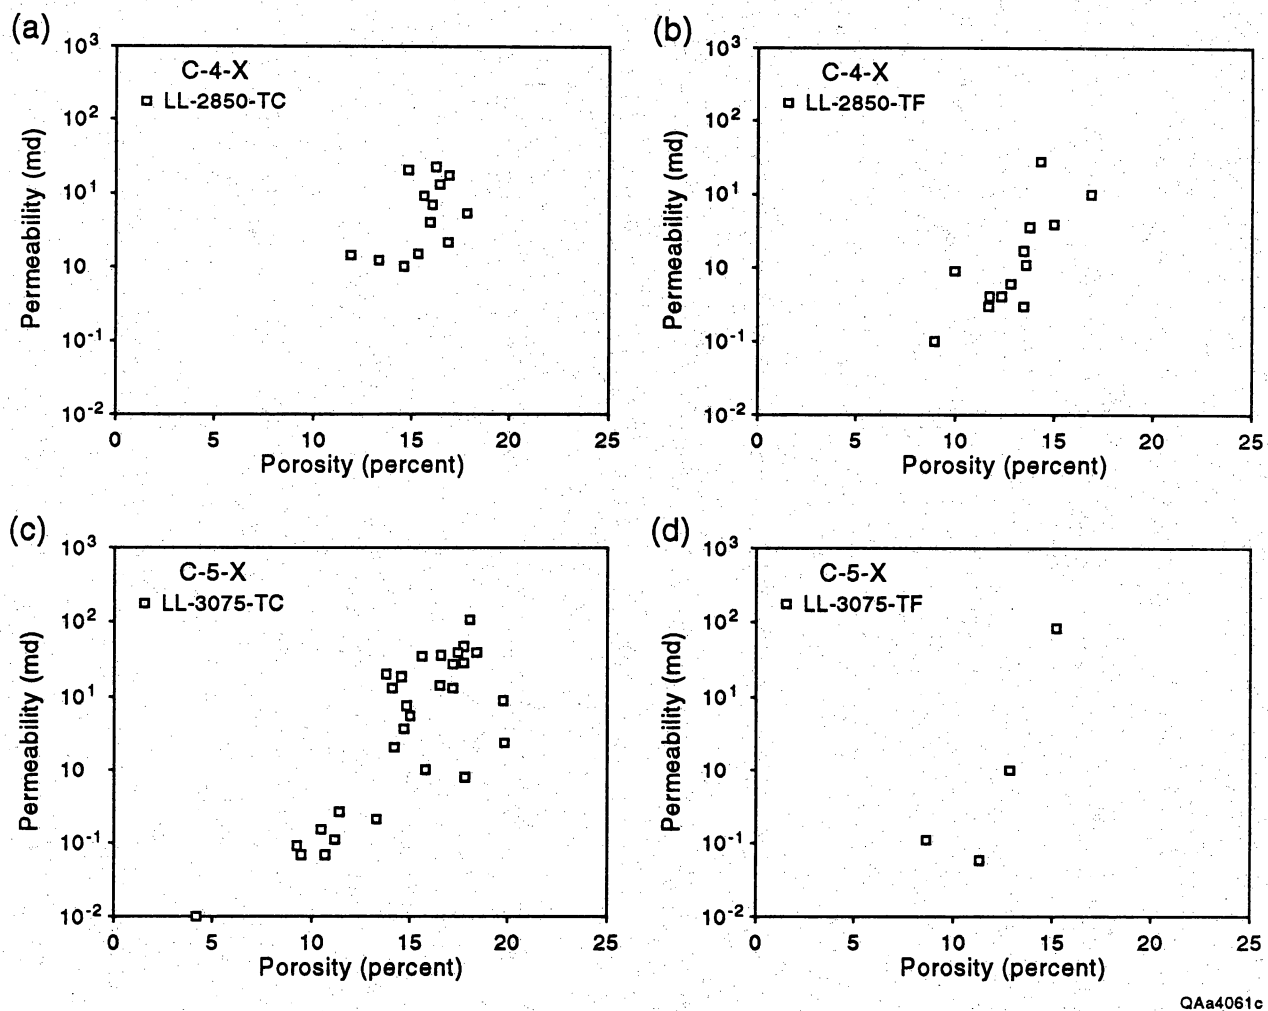 (a)
C-4-X
LL-2850-TC
Permeability (md)
10³
10²
10¹
10
10⁻¹
10⁻²
0 5 10 15 20 25
Porosity (percent)
(b)
C-4-X
LL-2850-TF
Permeability (md)
10³
10²
10¹
10
10⁻¹
10⁻²
0 5 10 15 20 25
Porosity (percent)
(c)
C-5-X
LL-3075-TC
Permeability (md)
10³
10²
10¹
10
10⁻¹
10⁻²
0 5 10 15 20 25
Porosity (percent)
(d)
C-5-X
LL-3075-TF
Permeability (md)
10³
10²
10¹
10
10⁻¹
10⁻²
0 5 10 15 20 25
Porosity (percent)
QAa4061c